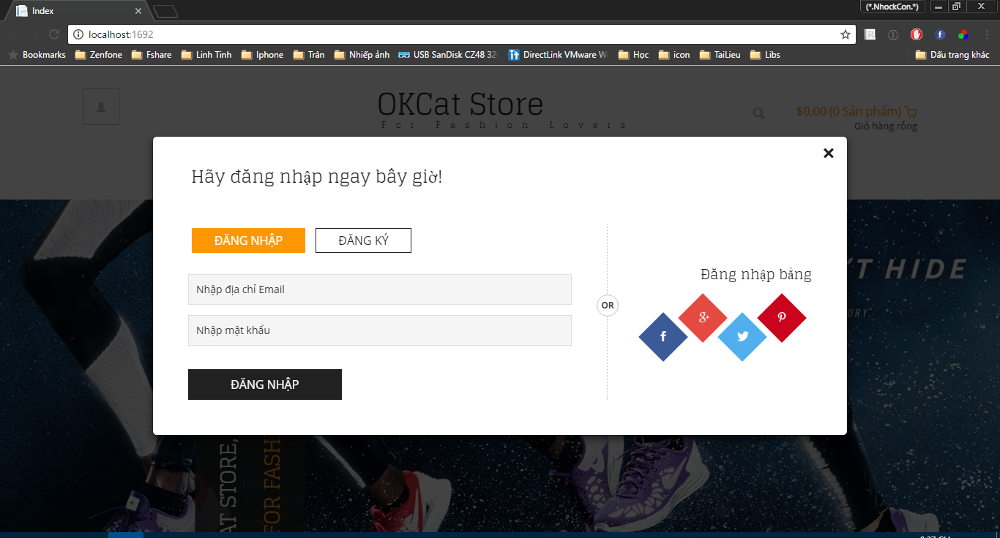 Index
(*.NhockCon.*)
localhost:1692
Bookmarks Zenfone Fshare Linh Tinh Iphone Trân Nhiếp ảnh USB SanDisk CZ48 32 DirectLink VMware Học icon TaiLieu Libs Dấu trang khác
OKCat Store
For Fashion Lovers
$0.00 (0 Sản phẩm)
Giỏ hàng rỗng
×
Hãy đăng nhập ngay bây giờ!
ĐĂNG NHẬP ĐĂNG KÝ
Nhập địa chỉ Email
Nhập mật khẩu
ĐĂNG NHẬP
OR
Đăng nhập bằng
f g+
'T HIDE
ORY.
AT STORE,
FOR FASH